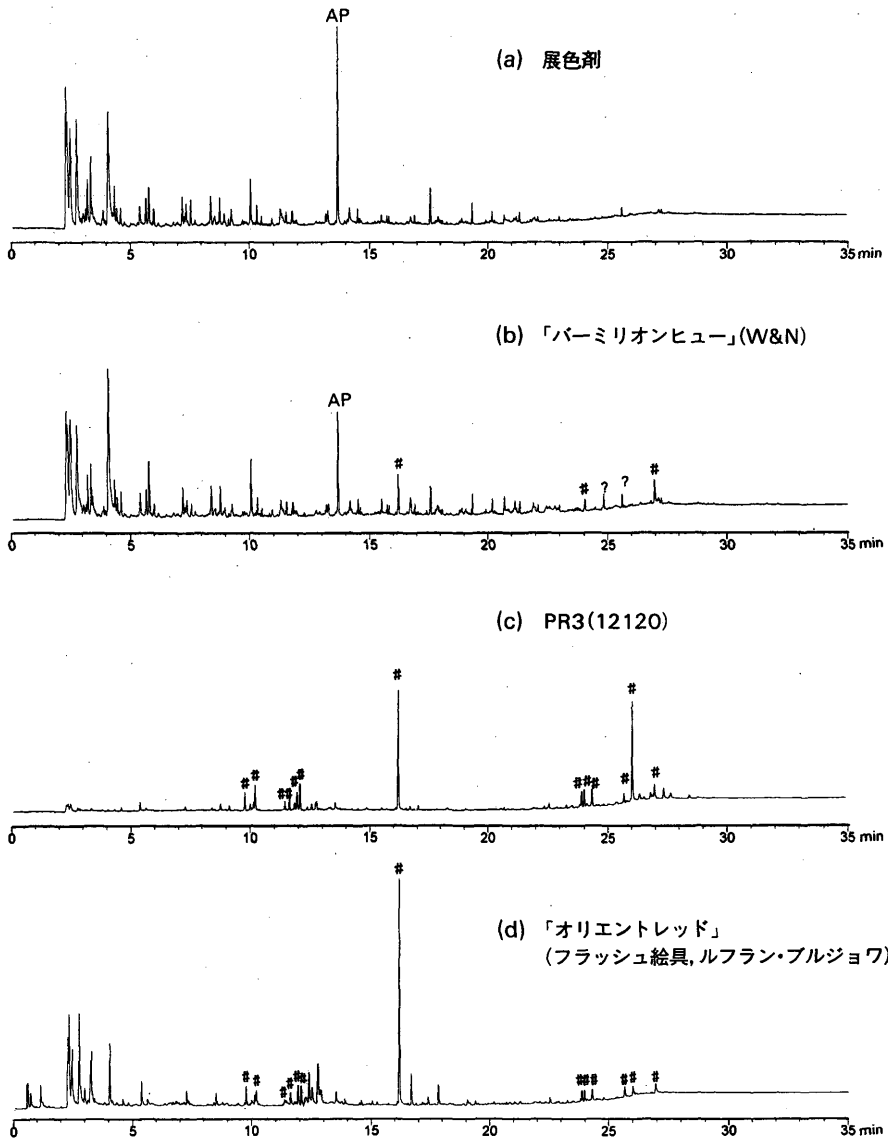 AP
(a) 展色剤
0 5 10 15 20 25 30 35 min
(b) 「バーミリオンヒュー」(W&N)
AP
# # ? ? #
0 5 10 15 20 25 30 35 min
(c) PR3(12120)
# # # # # # # # # # # # #
0 5 10 15 20 25 30 35 min
#
(d) 「オリエントレッド」
(フラッシュ絵具, ルフラン・ブルジョワ)
# # # # # # # # # # # #
0 5 10 15 20 25 30 35 min